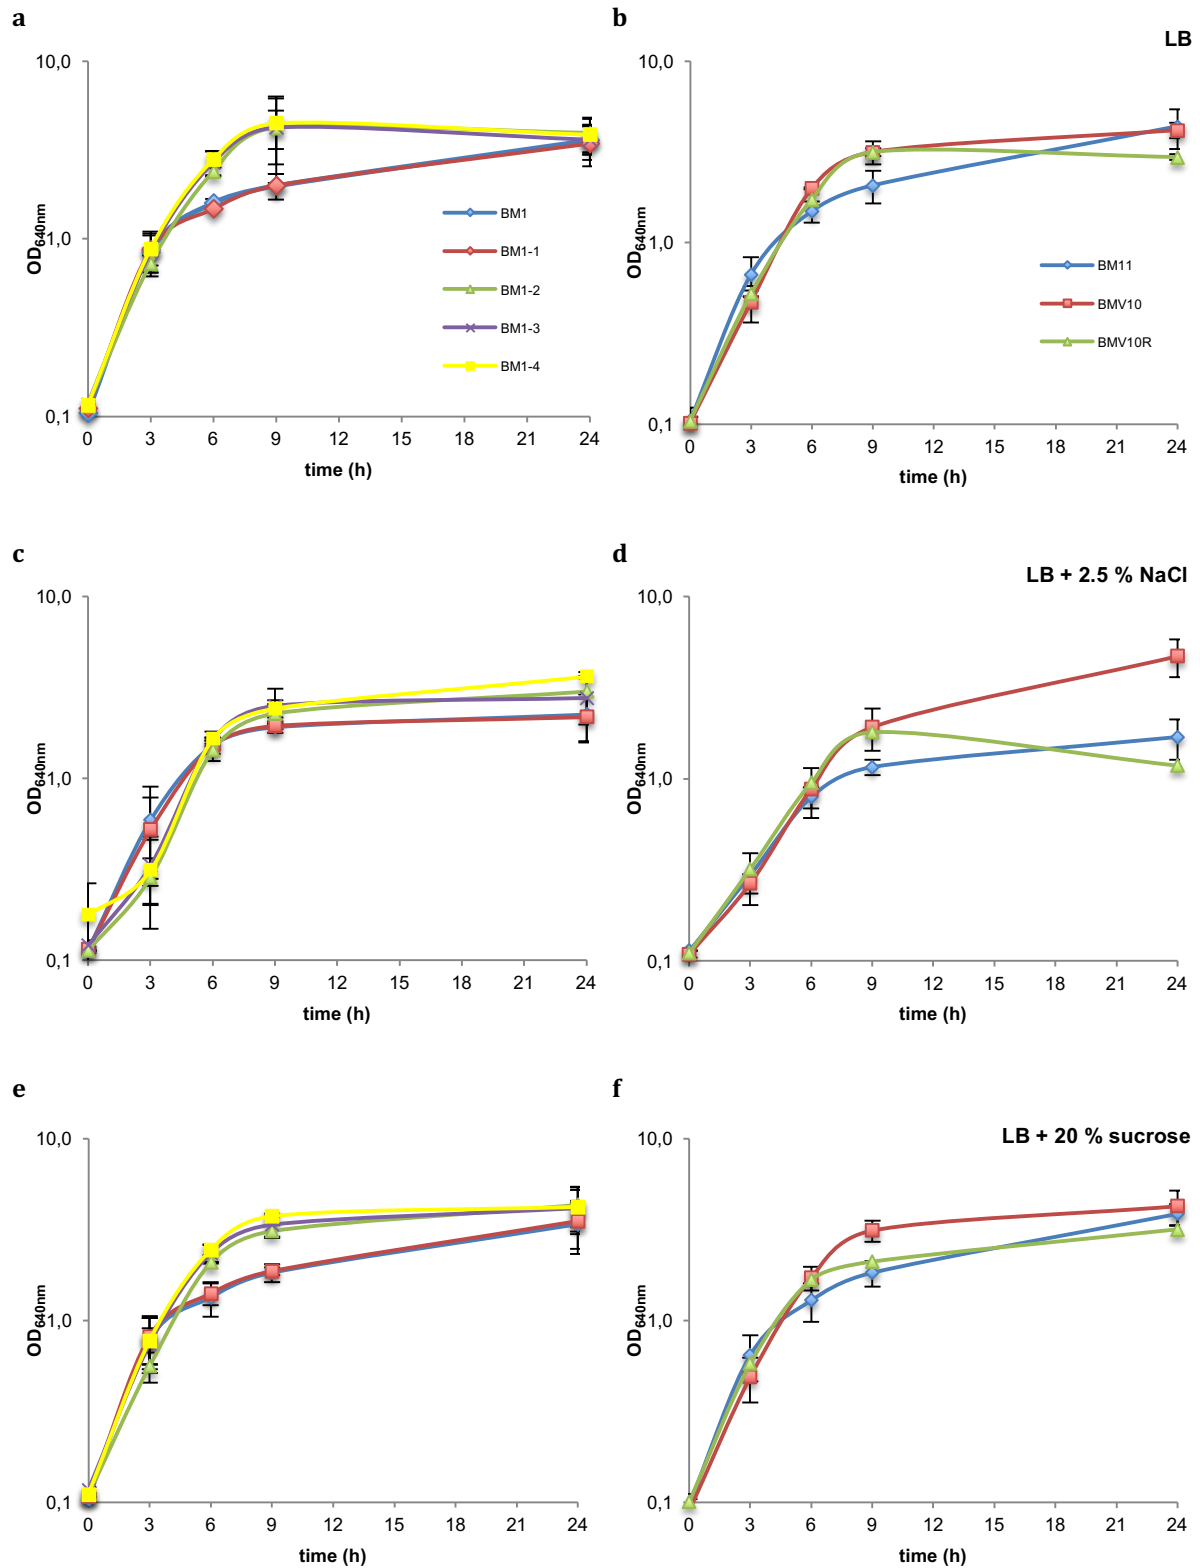 a
10,0
1,0
0,1
OD640nm
0 3 6 9 12 15 18 21 24
time (h)
BM1
BM1-1
BM1-2
BM1-3
BM1-4
b
LB
10,0
1,0
0,1
OD640nm
0 3 6 9 12 15 18 21 24
time (h)
BM11
BMV10
BMV10R
c
10,0
1,0
0,1
OD640nm
0 3 6 9 12 15 18 21 24
time (h)
d
LB + 2.5 % NaCl
10,0
1,0
0,1
OD640nm
0 3 6 9 12 15 18 21 24
time (h)
e
10,0
1,0
0,1
OD640nm
0 3 6 9 12 15 18 21 24
time (h)
f
LB + 20 % sucrose
10,0
1,0
0,1
OD640nm
0 3 6 9 12 15 18 21 24
time (h)